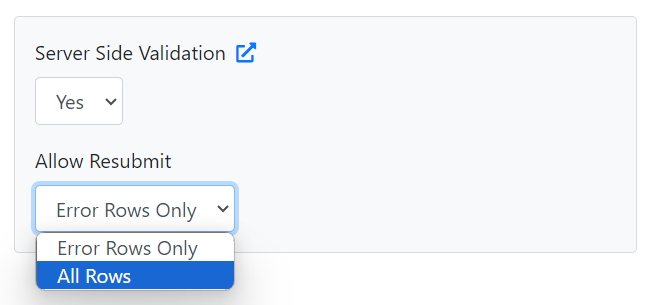 Server Side Validation
Yes
Allow Resubmit
Error Rows Only
Error Rows Only
All Rows